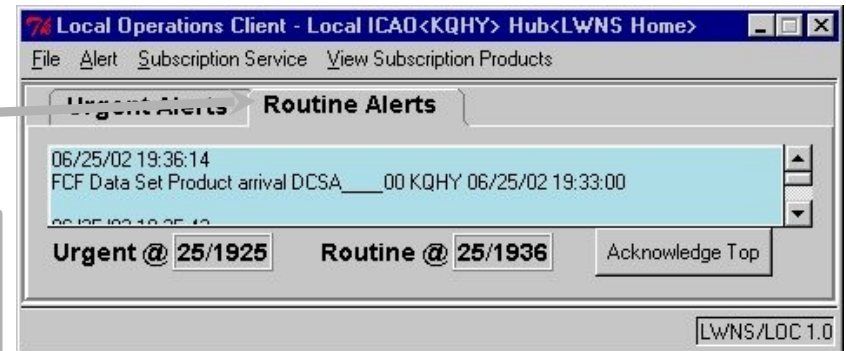 Local Operations Client - Local ICAO<KQHY> Hub<LWNS Home>
File Alert Subscription Service View Subscription Products
Urgent Alerts Routine Alerts
06/25/02 19:36:14
FCF Data Set Product arrival DCSA____00 KQHY 06/25/02 19:33:00
Urgent @ 25/1925 Routine @ 25/1936 Acknowledge Top
LWNS/LOC 1.0